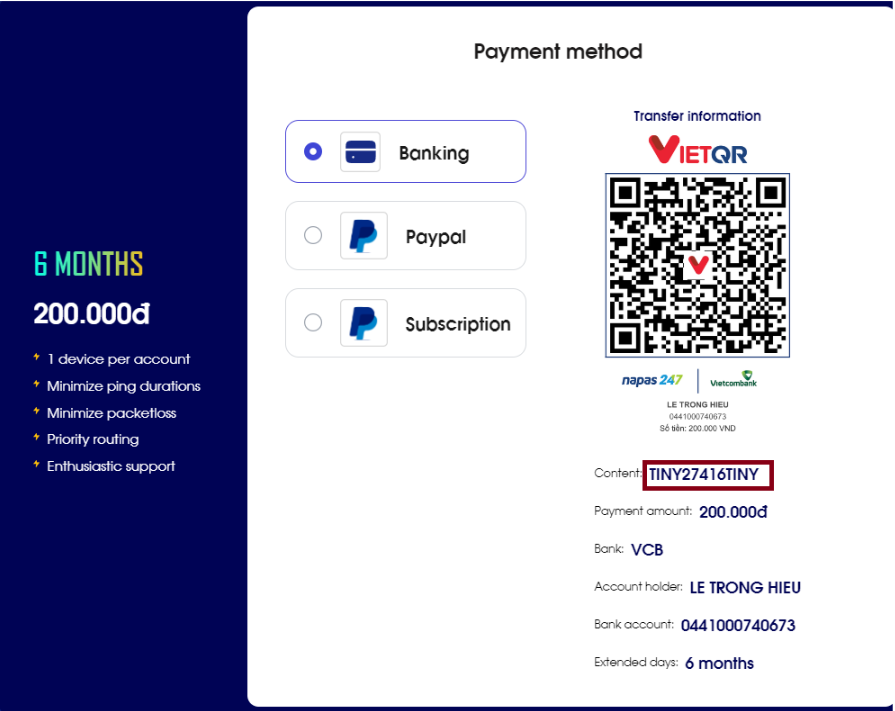 6 MONTHS
200.000đ
1 device per account
Minimize ping durations
Minimize packetloss
Priority routing
Enthusiastic support
Payment method
Banking
Paypal
Subscription
Transfer information
VIETQR
napas 247
Vietcombank
LE TRONG HIEU
0441000740673
Số tiền: 200.000 VND
Content: TINY27416TINY
Payment amount: 200.000đ
Bank: VCB
Account holder: LE TRONG HIEU
Bank account: 0441000740673
Extended days: 6 months